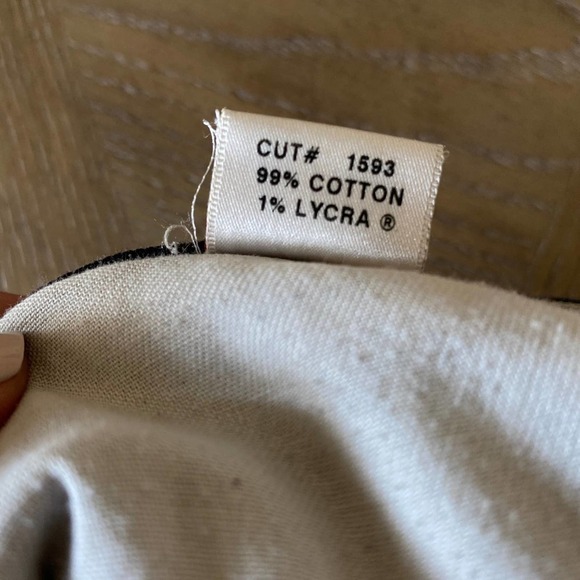 CUT# 1593
99% COTTON
1% LYCRA ®